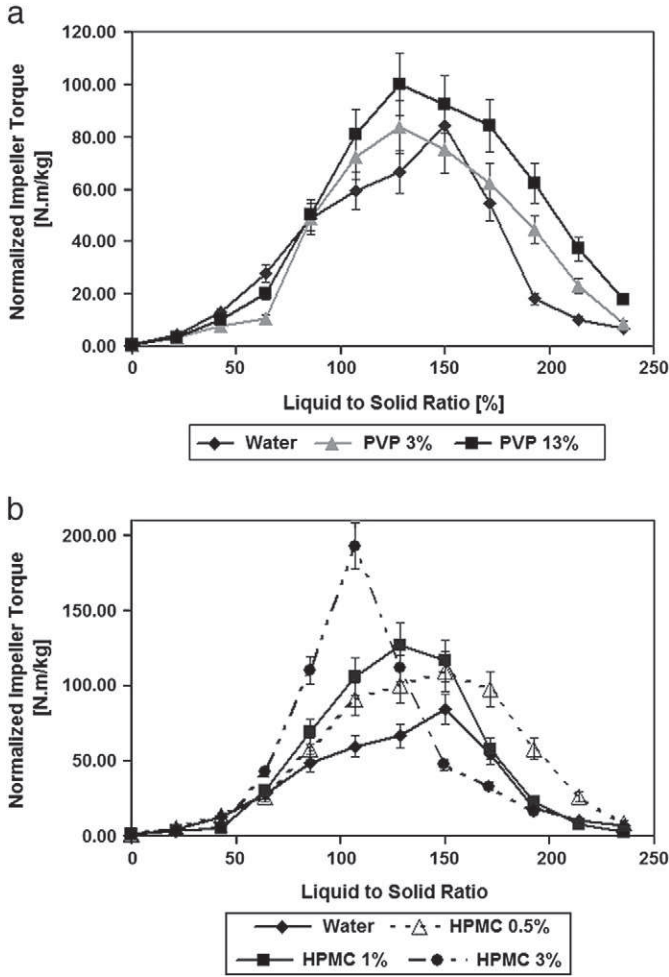 a
120.00
100.00
80.00
60.00
40.00
20.00
0.00
Normalized Impeller Torque
[N.m/kg]
0 50 100 150 200 250
Liquid to Solid Ratio [%]
Water PVP 3% PVP 13%
b
200.00
150.00
100.00
50.00
0.00
Normalized Impeller Torque
[N.m/kg]
0 50 100 150 200 250
Liquid to Solid Ratio
Water HPMC 0.5%
HPMC 1% HPMC 3%